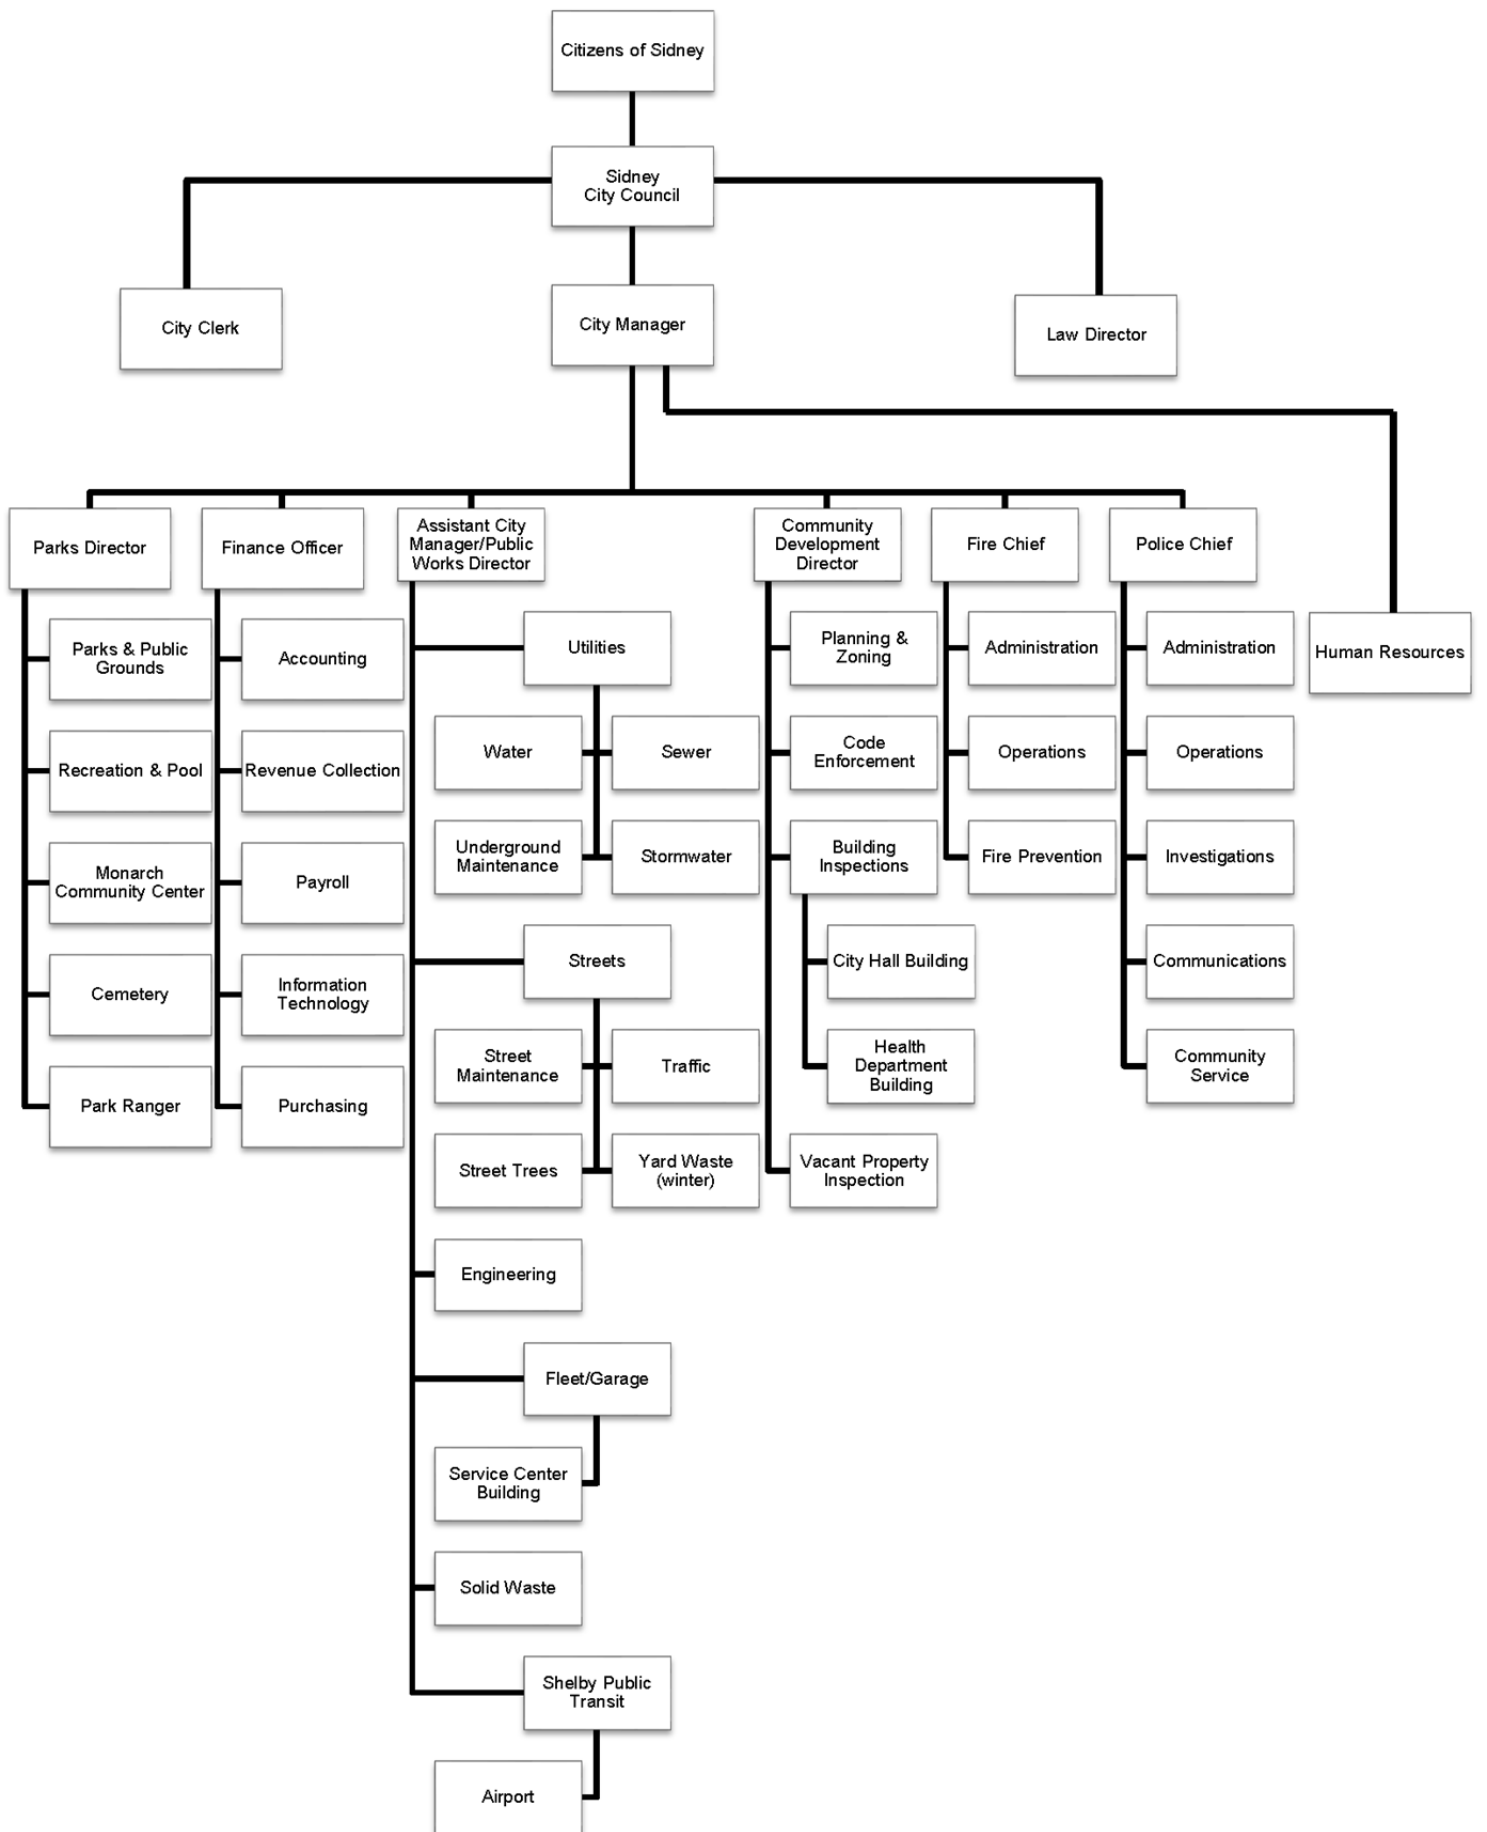 Citizens of Sidney
Sidney
City Council
City Clerk
City Manager
Law Director
Parks Director
Finance Officer
Assistant City
Manager/Public
Works Director
Community
Development
Director
Fire Chief
Police Chief
Human Resources
Parks & Public
Grounds
Recreation & Pool
Monarch
Community Center
Cemetery
Park Ranger
Accounting
Revenue Collection
Payroll
Information
Technology
Purchasing
Utilities
Water
Sewer
Underground
Maintenance
Stormwater
Streets
Street
Maintenance
Traffic
Street Trees
Yard Waste
(winter)
Engineering
Fleet/Garage
Service Center
Building
Solid Waste
Shelby Public
Transit
Airport
Planning &
Zoning
Code
Enforcement
Building
Inspections
City Hall Building
Health
Department
Building
Vacant Property
Inspection
Administration
Operations
Fire Prevention
Administration
Operations
Investigations
Communications
Community
Service